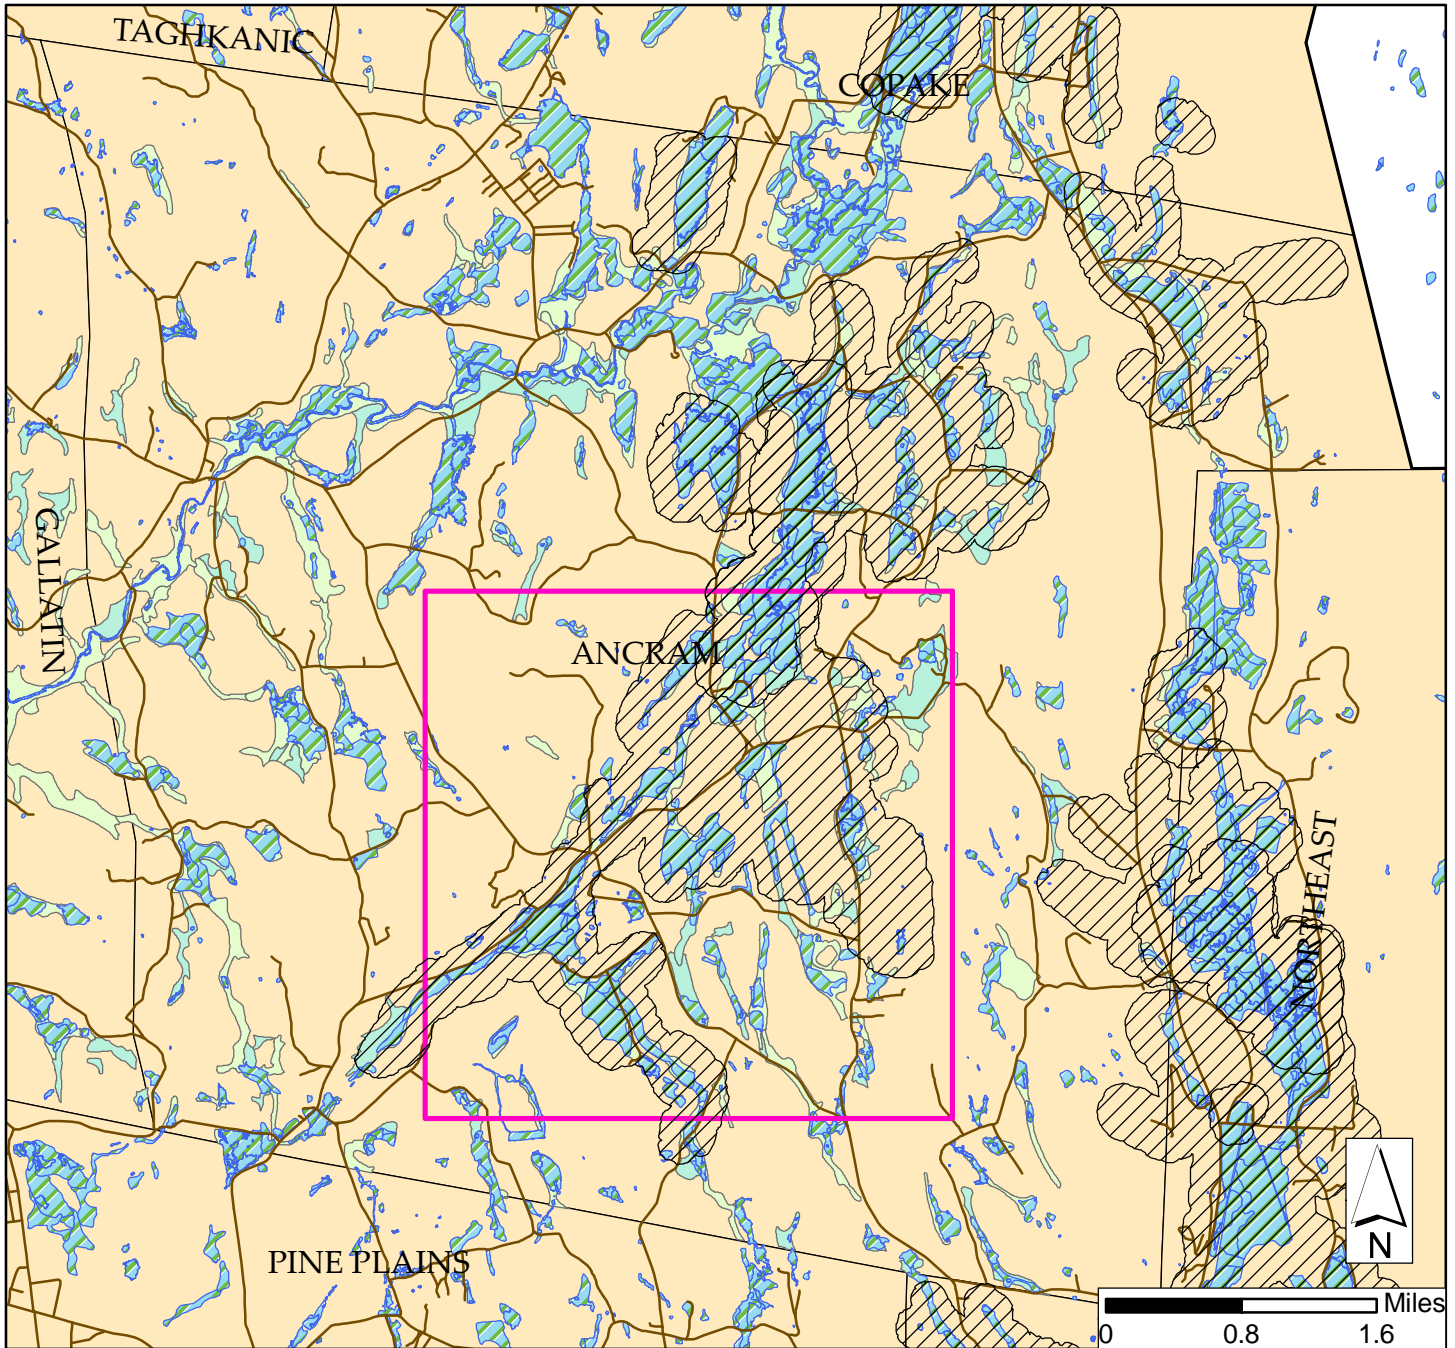 TAGHKANIC
COPAKE
GALLATIN
ANCRAM
NORTHEAST
PINE PLAINS
N
Miles
0 0.8 1.6